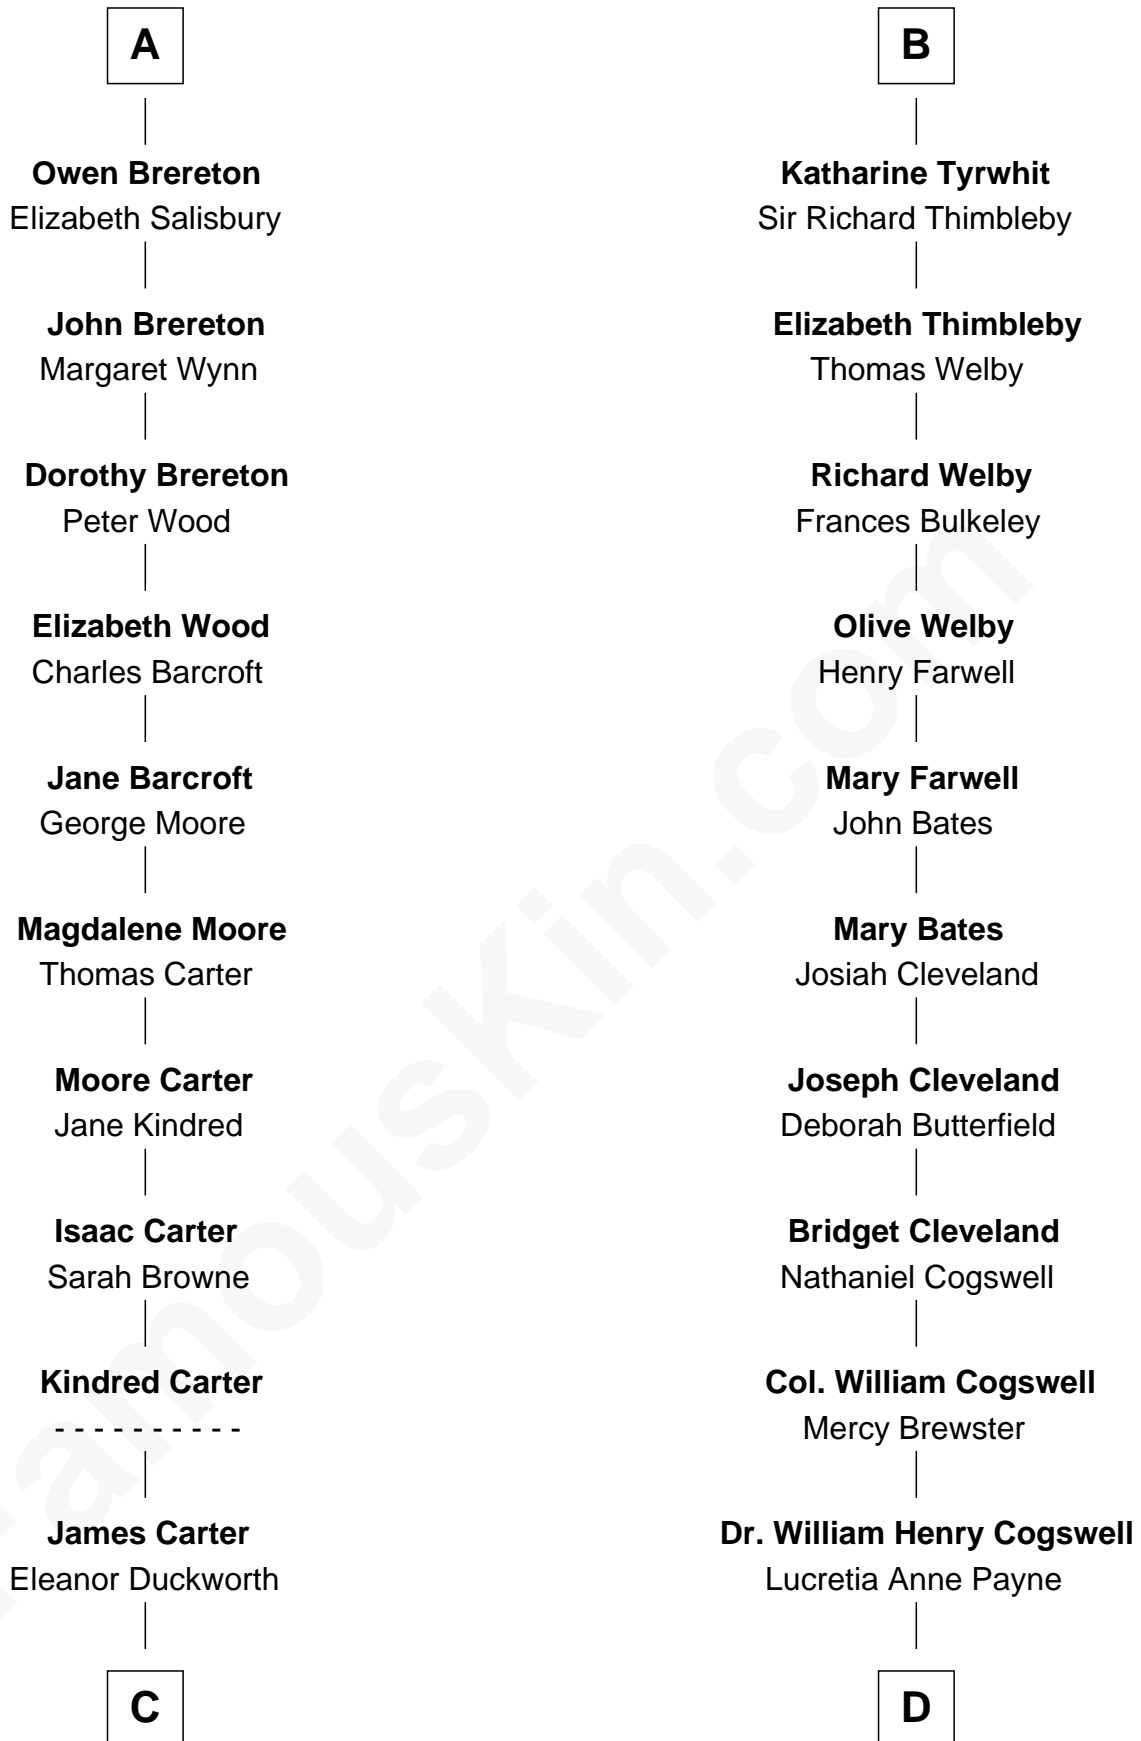 A
Owen Brereton
Elizabeth Salisbury
John Brereton
Margaret Wynn
Dorothy Brereton
Peter Wood
Elizabeth Wood
Charles Barcroft
Jane Barcroft
George Moore
Magdalene Moore
Thomas Carter
Moore Carter
Jane Kindred
Isaac Carter
Sarah Browne
Kindred Carter
- - - - - - - - - -
James Carter
Eleanor Duckworth
C
B
Katharine Tyrwhit
Sir Richard Thimbleby
Elizabeth Thimbleby
Thomas Welby
Richard Welby
Frances Bulkeley
Olive Welby
Henry Farwell
Mary Farwell
John Bates
Mary Bates
Josiah Cleveland
Joseph Cleveland
Deborah Butterfield
Bridget Cleveland
Nathaniel Cogswell
Col. William Cogswell
Mercy Brewster
Dr. William Henry Cogswell
Lucretia Anne Payne
D
FamousKin.com